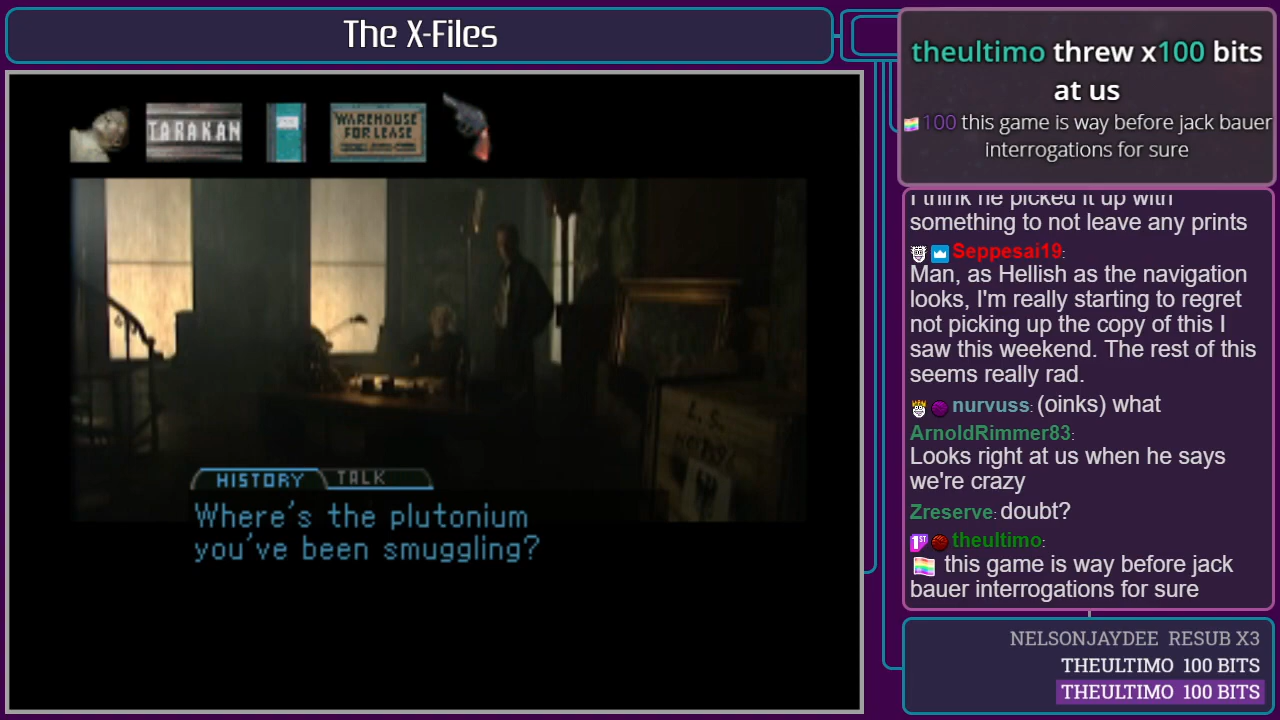 The X-Files
theultimo threw x100 bits
at us
100 this game is way before jack bauer
interrogations for sure
TARAKAN
WAREHOUSE
FOR LEASE
HISTORY
TALK
Where's the plutonium
you've been smuggling?
I think he picked it up with
something to not leave any prints
Seppesai19:
Man, as Hellish as the navigation
looks, I'm really starting to regret
not picking up the copy of this I
saw this weekend. The rest of this
seems really rad.
nurvuss: (oinks) what
ArnoldRimmer83:
Looks right at us when he says
we're crazy
Zreserve: doubt?
1ST theultimo:
this game is way before jack
bauer interrogations for sure
NELSONJAYDEE RESUB X3
THEULTIMO 100 BITS
THEULTIMO 100 BITS